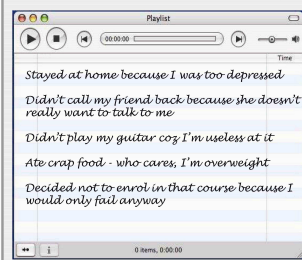 Playlist
00:00:00
Time
Stayed at home because I was too depressed
Didn't call my friend back because she doesn't
really want to talk to me
Didn't play my guitar coz I'm useless at it
Ate crap food - who cares, I'm overweight
Decided not to enrol in that course because I
would only fail anyway
0 items, 0:00.00